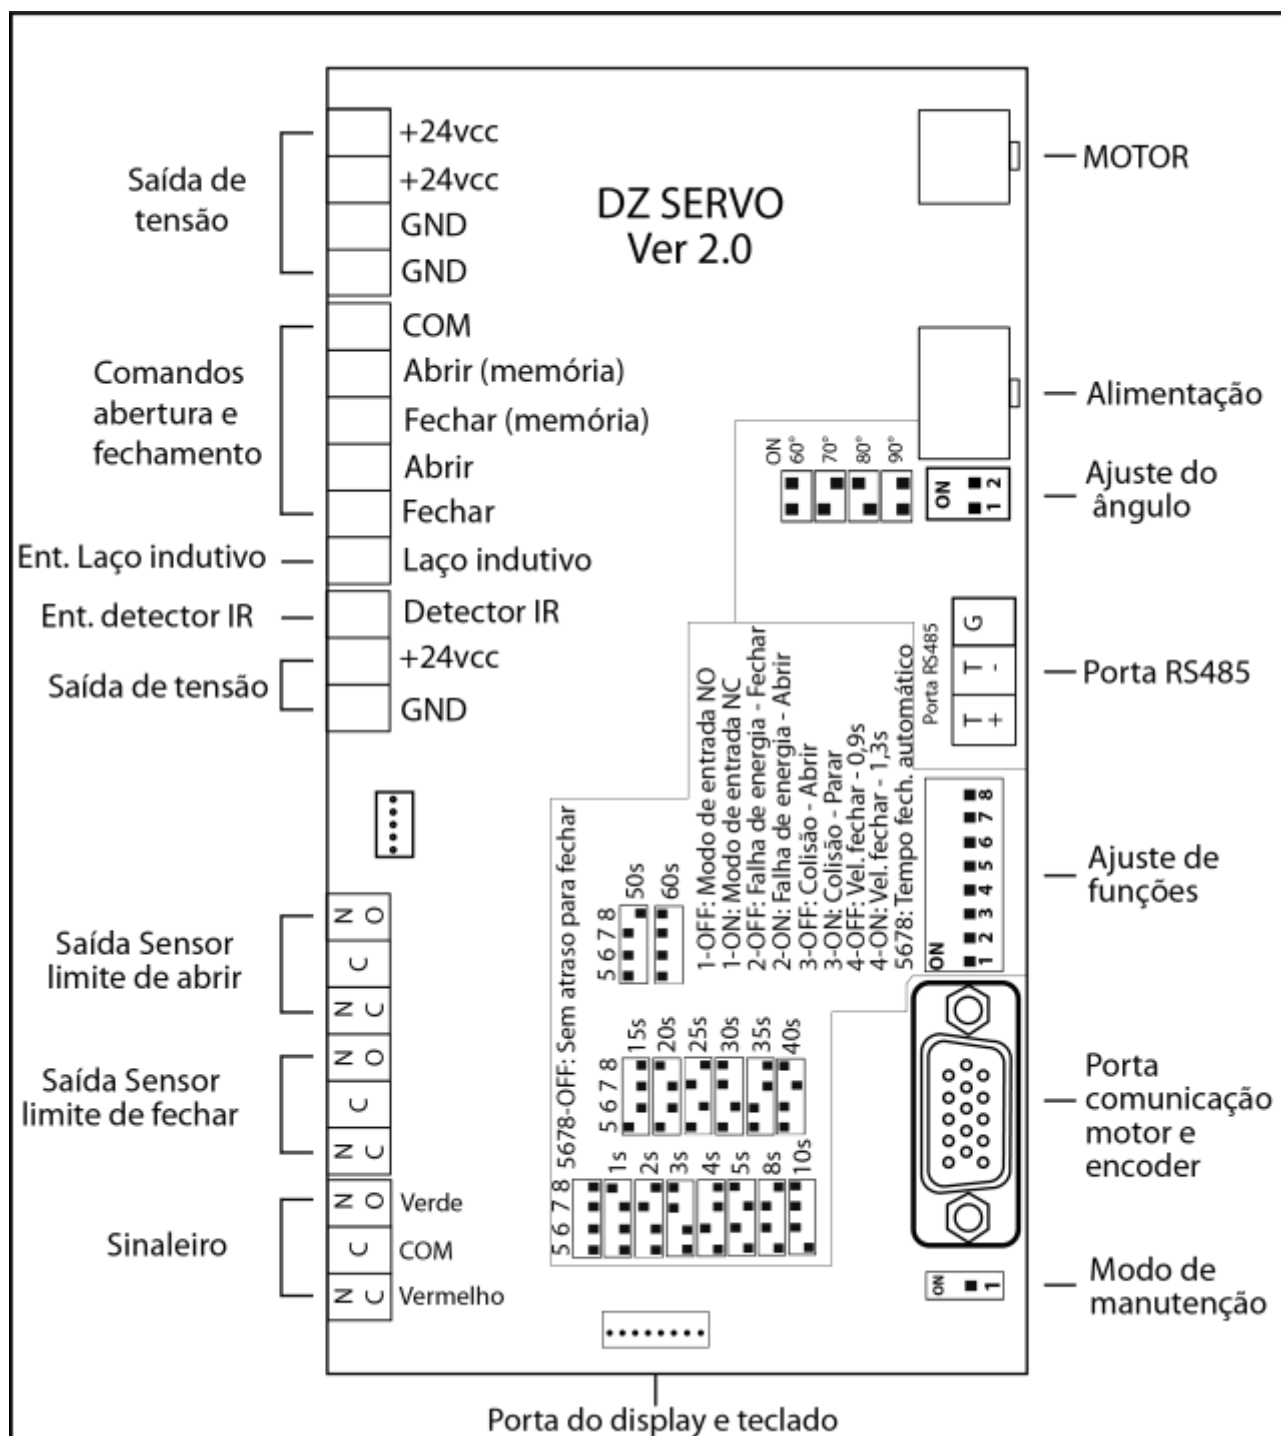 +24vcc
+24vcc
GND
GND
Saída de
tensão
DZ SERVO
Ver 2.0
MOTOR
COM
Abrir (memória)
Fechar (memória)
Abrir
Fechar
Comandos
abertura e
fechamento
Alimentação
ON
60°
70°
80°
90°
ON
1 2
Ajuste do
ângulo
Ent. Laço indutivo
Laço indutivo
Ent. detector IR
Detector IR
Saída de tensão
+24vcc
GND
Porta RS485
T + T - G
Porta RS485
1-OFF: Modo de entrada NO
1-ON: Modo de entrada NC
2-OFF: Falha de energia - Fechar
2-ON: Falha de energia - Abrir
3-OFF: Colisão - Abrir
3-ON: Colisão - Parar
4-OFF: Vel. fechar - 0,9s
4-ON: Vel. fechar - 1,3s
5678: Tempo fech. automático
ON
1 2 3 4 5 6 7 8
Ajuste de
funções
5678-OFF: Sem atraso para fechar
5 6 7 8
50s
60s
5 6 7 8
15s
20s
25s
30s
35s
40s
5 6 7 8
1s
2s
3s
4s
5s
8s
10s
Saída Sensor
limite de abrir
NO
C
NC
Saída Sensor
limite de fechar
NO
C
NC
Sinaleiro
NO Verde
C COM
NC Vermelho
Porta
comunicação
motor e
encoder
ON
1
Modo de
manutenção
Porta do display e teclado